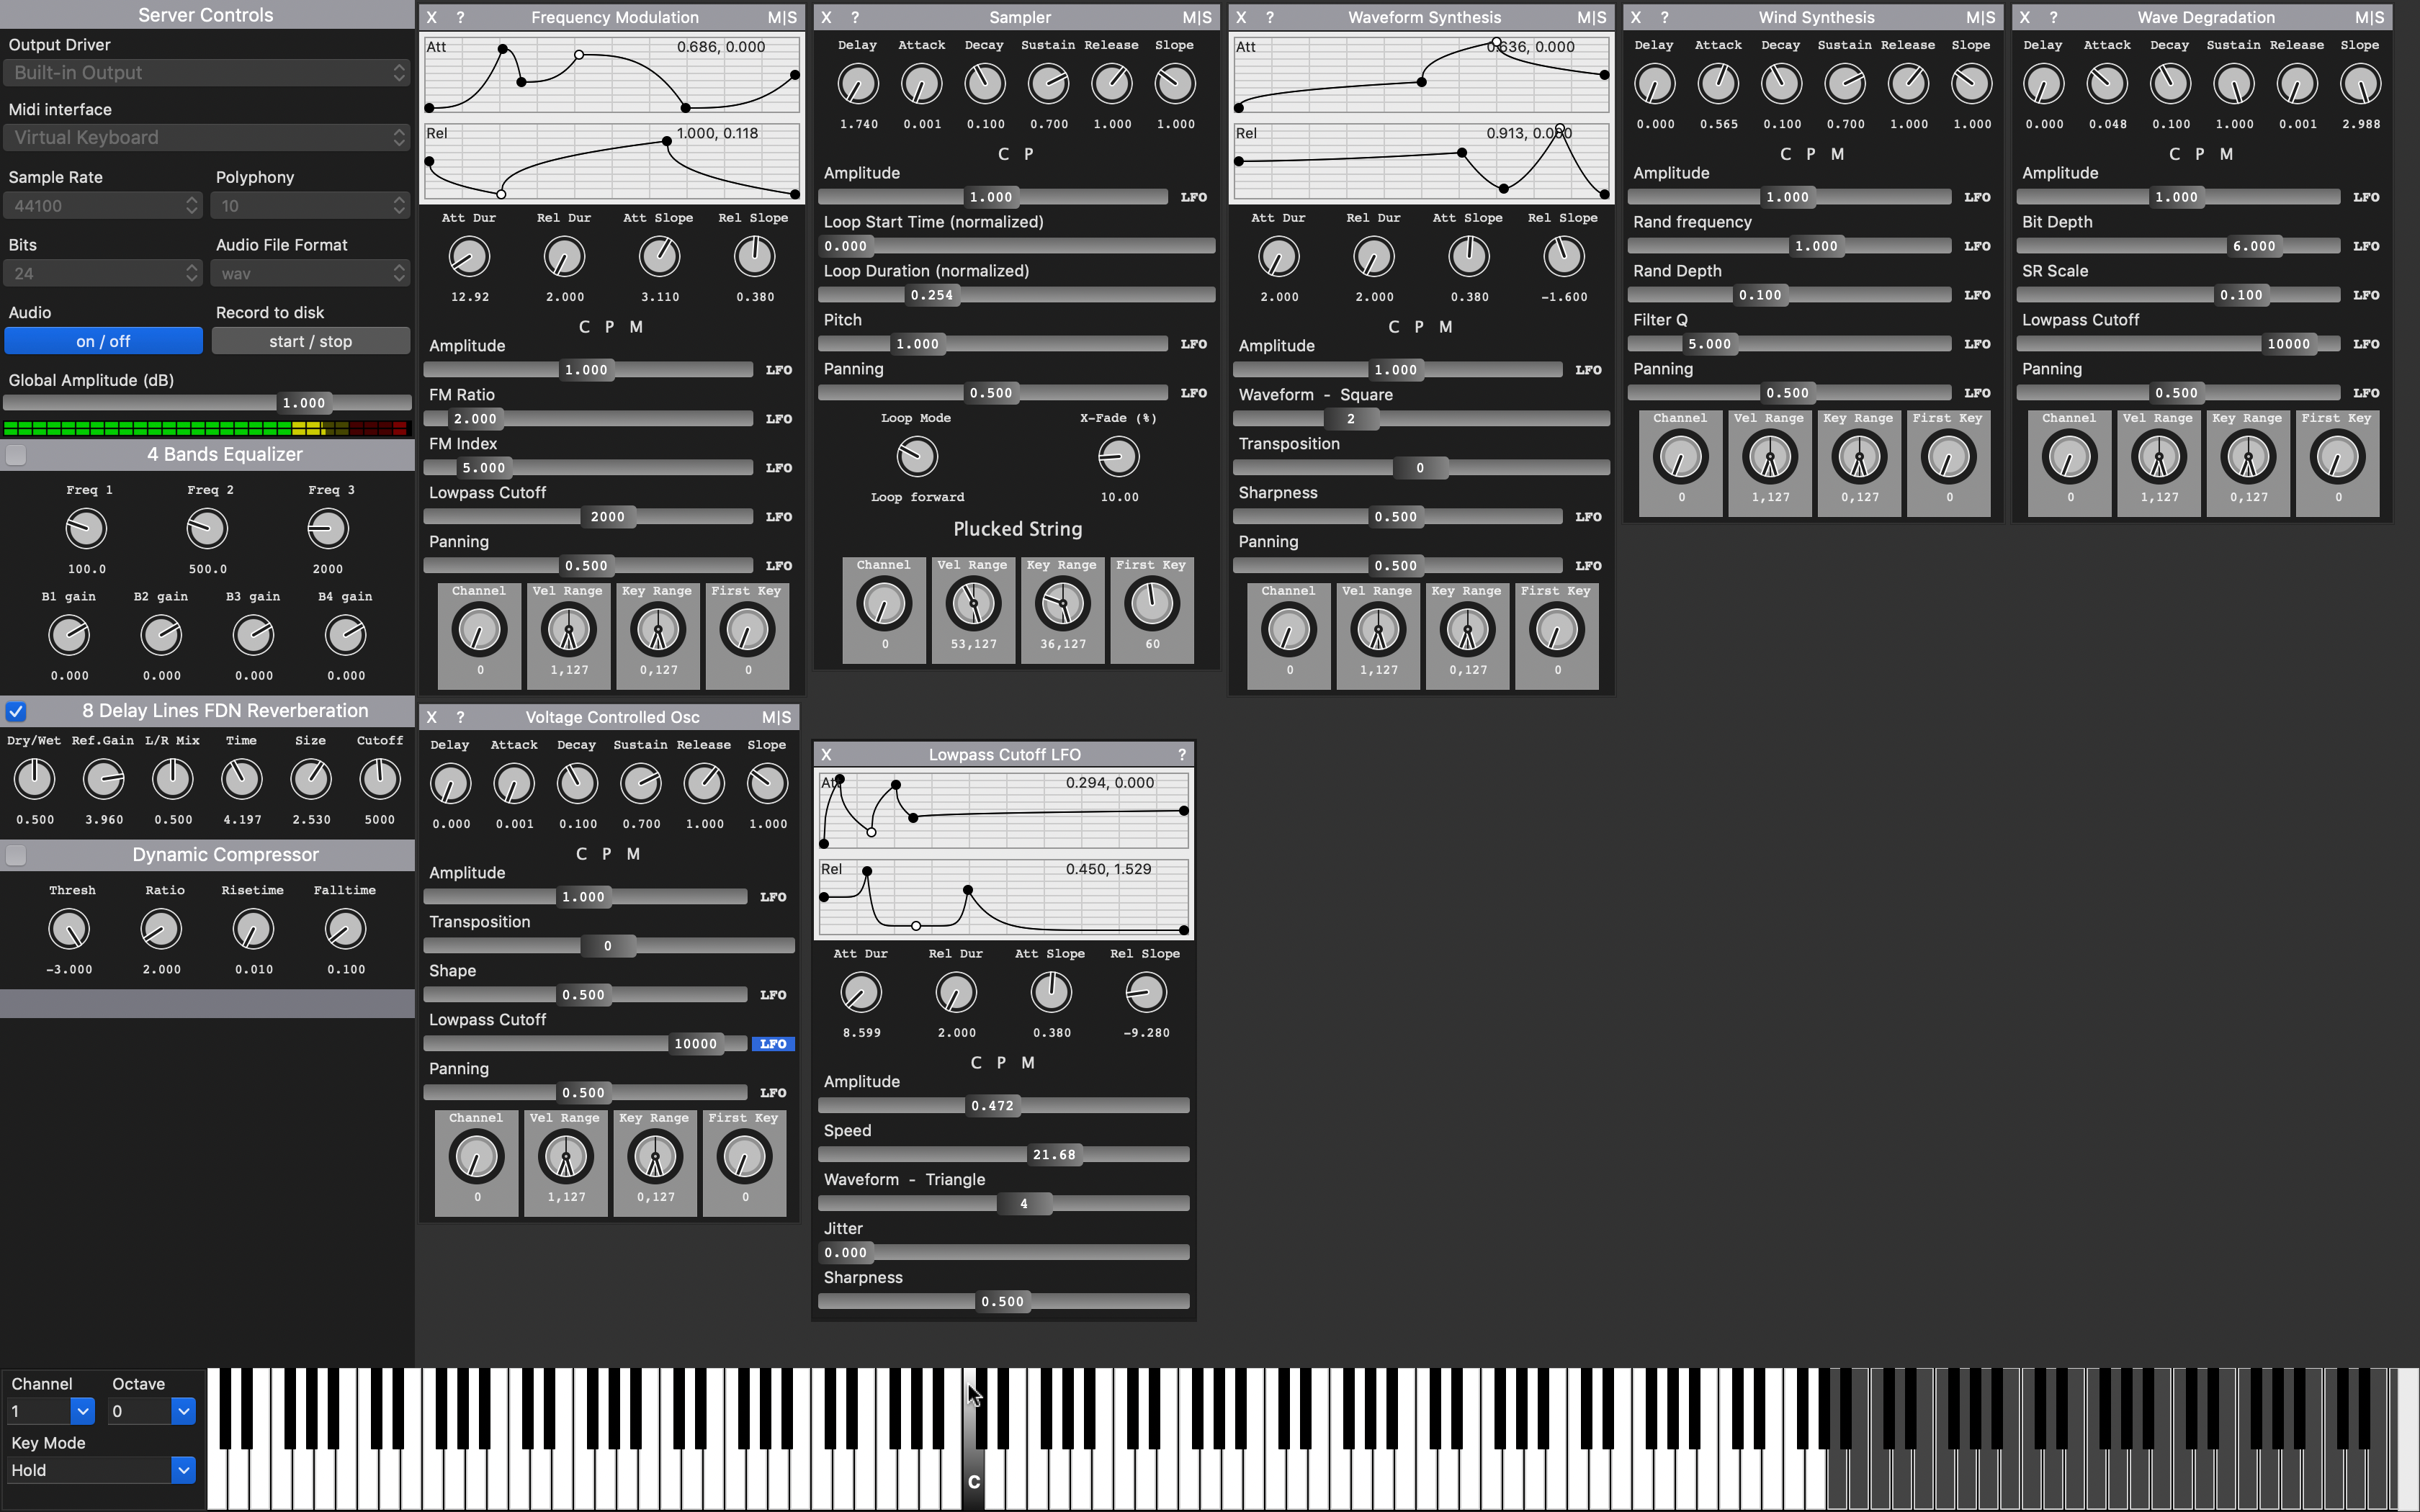 Server Controls
Output Driver
Built-in Output
Midi interface
Virtual Keyboard
Sample Rate Polyphony
44100 10
Bits Audio File Format
24 wav
Audio Record to disk
on / off start / stop
Global Amplitude (dB)
1.000
4 Bands Equalizer
Freq 1 Freq 2 Freq 3
100.0 500.0 2000
B1 gain B2 gain B3 gain B4 gain
0.000 0.000 0.000 0.000
8 Delay Lines FDN Reverberation
Dry/Wet Ref.Gain L/R Mix Time Size Cutoff
0.500 3.960 0.500 4.197 2.530 5000
Dynamic Compressor
Thresh Ratio Risetime Falltime
-3.000 2.000 0.010 0.100
X ? Frequency Modulation M|S
Att 0.686, 0.000
Rel 1.000, 0.118
Att Dur Rel Dur Att Slope Rel Slope
12.92 2.000 3.110 0.380
C P M
Amplitude
1.000 LFO
FM Ratio
2.000 LFO
FM Index
5.000 LFO
Lowpass Cutoff
2000 LFO
Panning
0.500 LFO
Channel Vel Range Key Range First Key
0 1,127 0,127 0
X ? Sampler M|S
Delay Attack Decay Sustain Release Slope
1.740 0.001 0.100 0.700 1.000 1.000
C P
Amplitude
1.000 LFO
Loop Start Time (normalized)
0.000
Loop Duration (normalized)
0.254
Pitch
1.000 LFO
Panning
0.500 LFO
Loop Mode X-Fade (%)
Loop forward 10.00
Plucked String
Channel Vel Range Key Range First Key
0 53,127 36,127 60
X ? Waveform Synthesis M|S
Att 0.636, 0.000
Rel 0.913, 0.000
Att Dur Rel Dur Att Slope Rel Slope
2.000 2.000 0.380 -1.600
C P M
Amplitude
1.000 LFO
Waveform - Square
2
Transposition
0
Sharpness
0.500 LFO
Panning
0.500 LFO
Channel Vel Range Key Range First Key
0 1,127 0,127 0
X ? Wind Synthesis M|S
Delay Attack Decay Sustain Release Slope
0.000 0.565 0.100 0.700 1.000 1.000
C P M
Amplitude
1.000 LFO
Rand frequency
1.000 LFO
Rand Depth
0.100 LFO
Filter Q
5.000 LFO
Panning
0.500 LFO
Channel Vel Range Key Range First Key
0 1,127 0,127 0
X ? Wave Degradation M|S
Delay Attack Decay Sustain Release Slope
0.000 0.048 0.100 1.000 0.001 2.988
C P M
Amplitude
1.000 LFO
Bit Depth
6.000 LFO
SR Scale
0.100 LFO
Lowpass Cutoff
10000 LFO
Panning
0.500 LFO
Channel Vel Range Key Range First Key
0 1,127 0,127 0
X ? Voltage Controlled Osc M|S
Delay Attack Decay Sustain Release Slope
0.000 0.001 0.100 0.700 1.000 1.000
C P M
Amplitude
1.000 LFO
Transposition
0
Shape
0.500 LFO
Lowpass Cutoff
10000 LFO
Panning
0.500 LFO
Channel Vel Range Key Range First Key
0 1,127 0,127 0
X Lowpass Cutoff LFO ?
Att 0.294, 0.000
Rel 0.450, 1.529
Att Dur Rel Dur Att Slope Rel Slope
8.599 2.000 0.380 -9.280
C P M
Amplitude
0.472
Speed
21.68
Waveform - Triangle
4
Jitter
0.000
Sharpness
0.500
Channel Octave
1 0
Key Mode
Hold
C